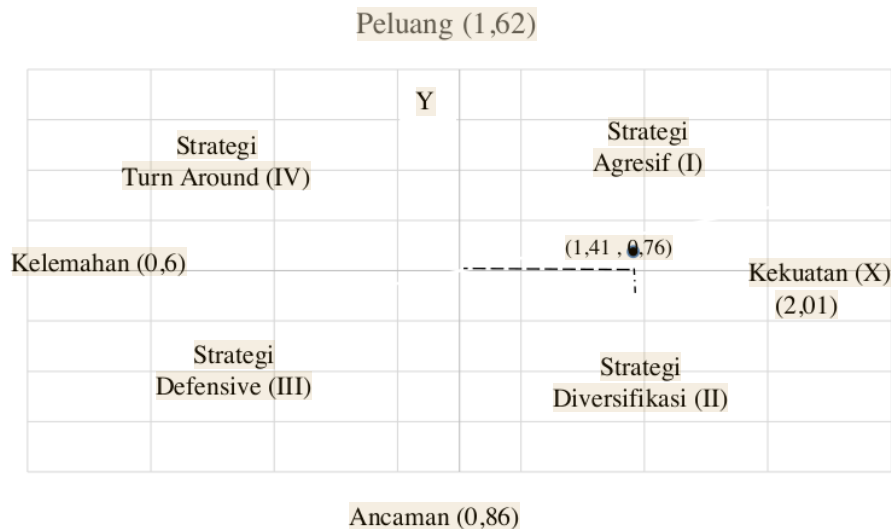 Peluang (1,62)
Y
Strategi
Turn Around (IV)
Strategi
Agresif (I)
(1,41 , 0,76)
Kelemahan (0,6)
Kekuatan (X)
(2,01)
Strategi
Defensive (III)
Strategi
Diversifikasi (II)
Ancaman (0,86)